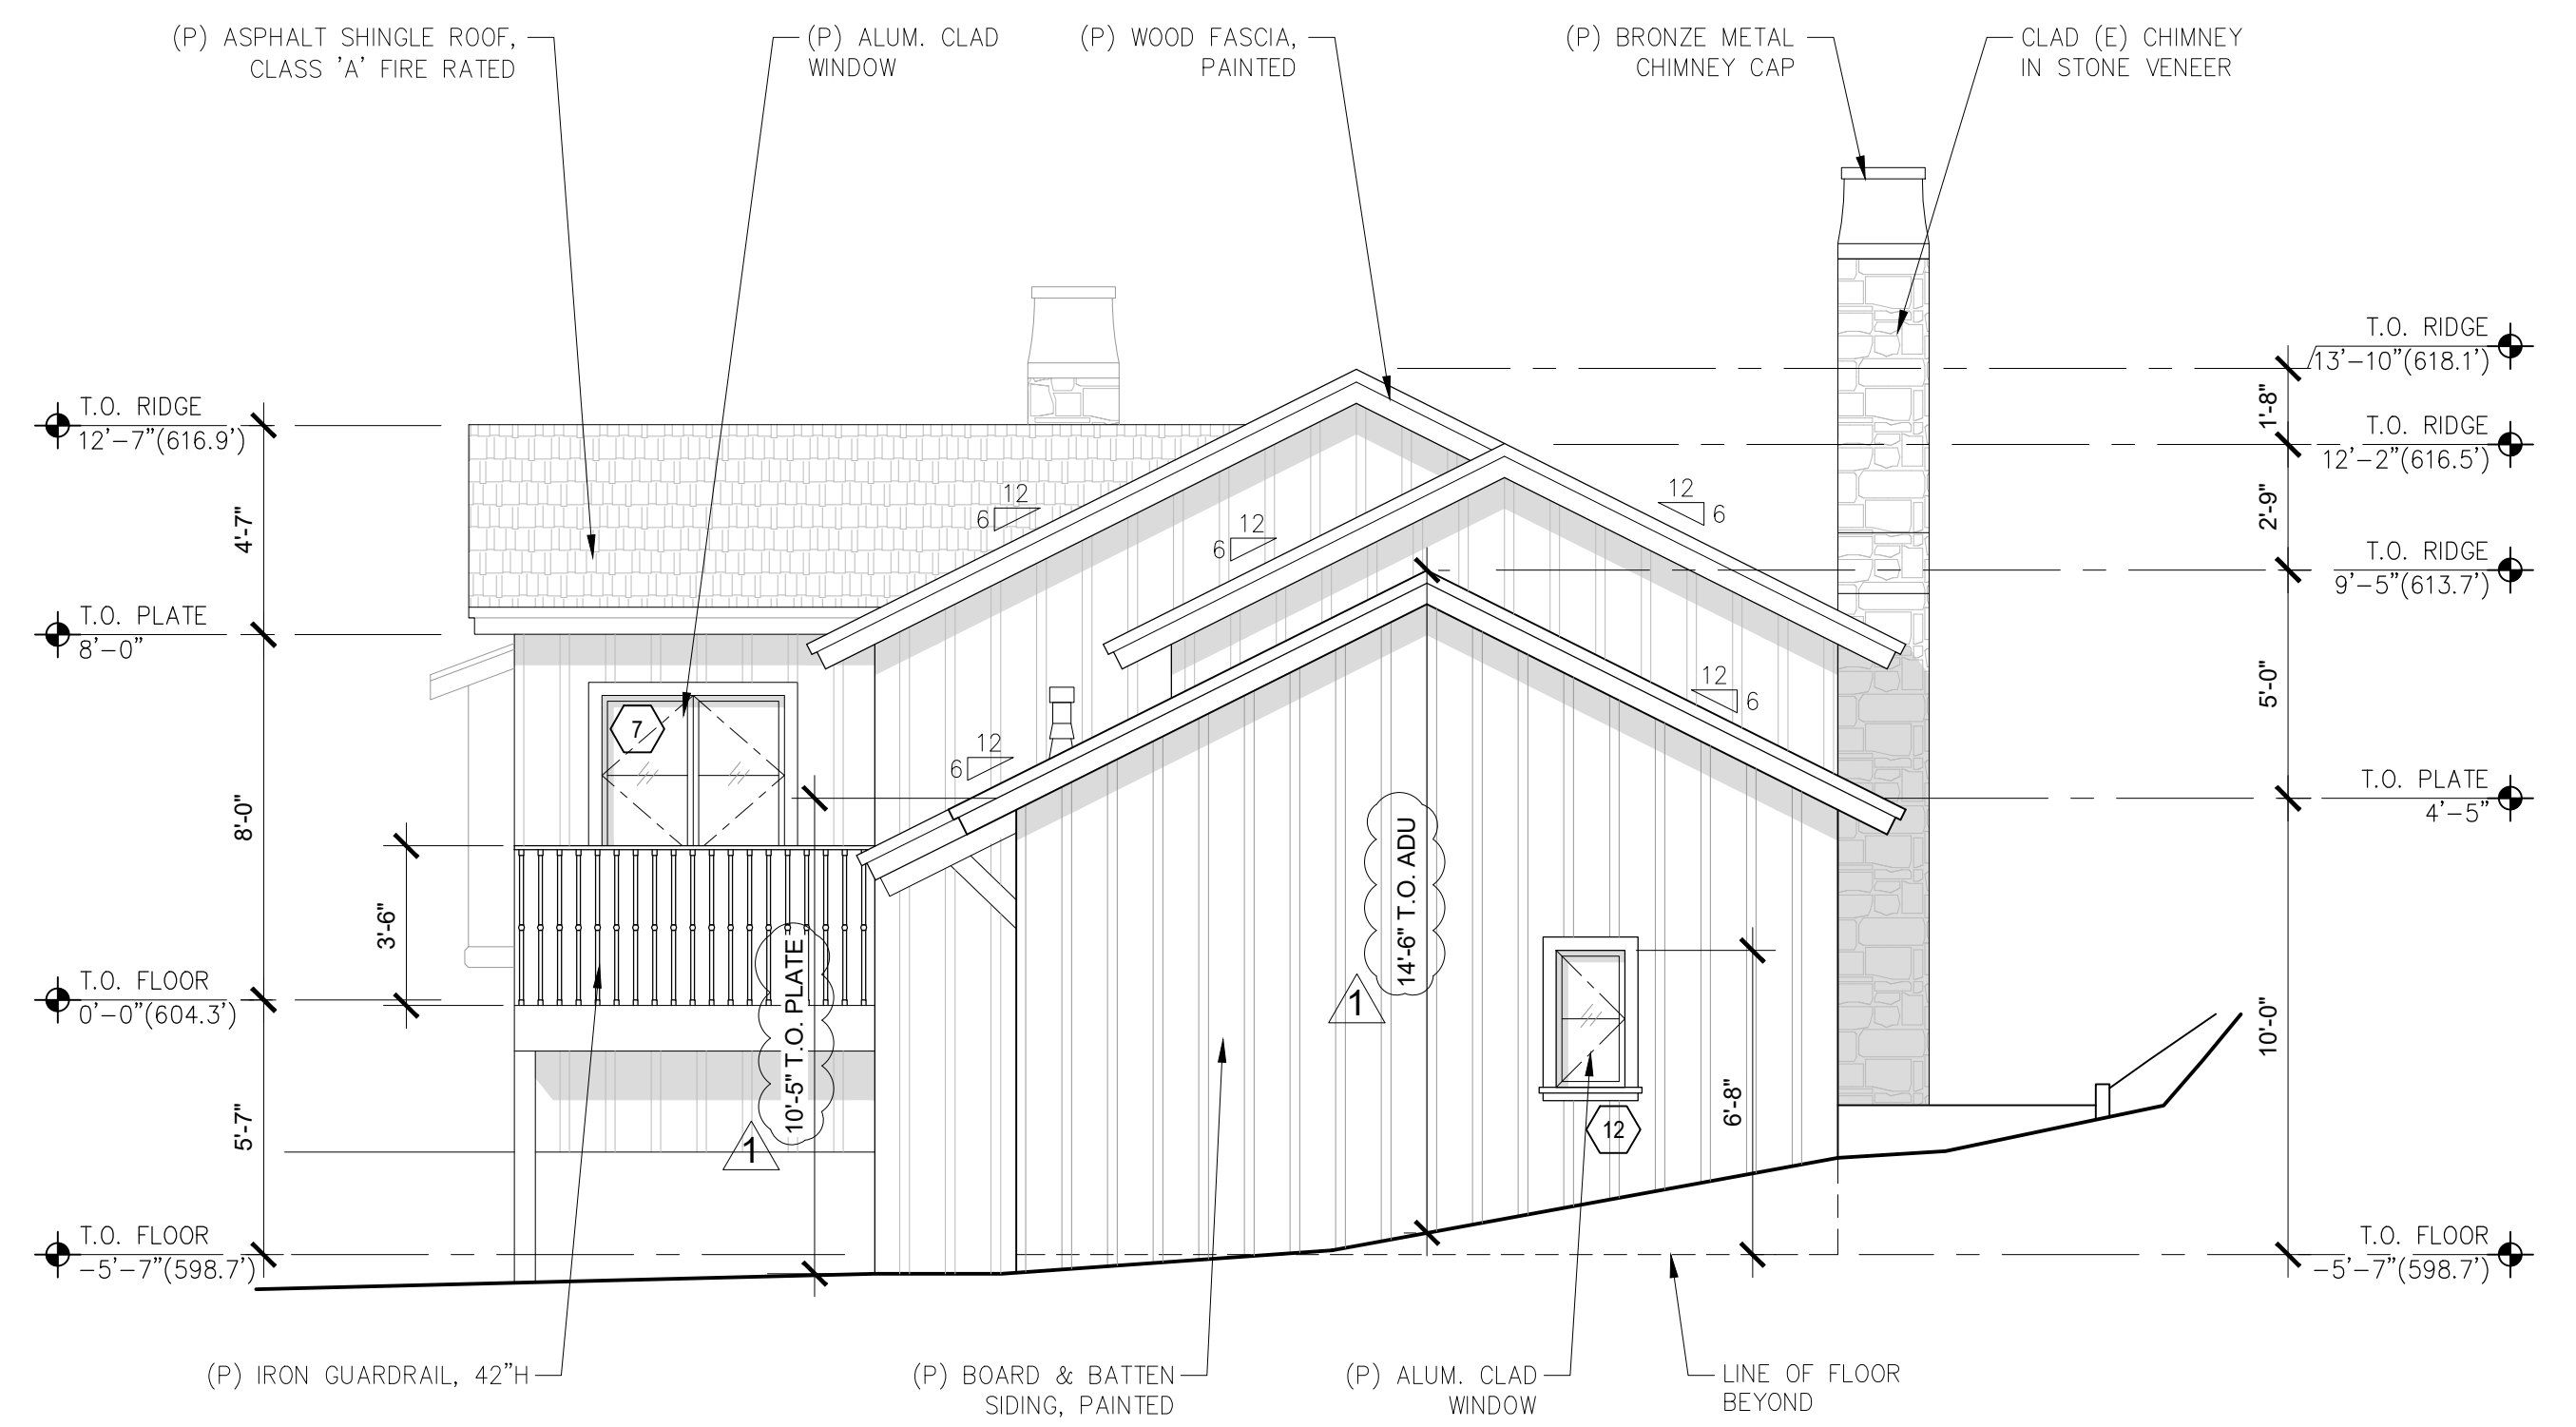 (P) ASPHALT SHINGLE ROOF,
CLASS 'A' FIRE RATED
(P) ALUM. CLAD
WINDOW
(P) WOOD FASCIA,
PAINTED
(P) BRONZE METAL
CHIMNEY CAP
CLAD (E) CHIMNEY
IN STONE VENEER
T.O. RIDGE
12'-7"(616.9')
4'-7"
T.O. PLATE
8'-0"
8'-0"
3'-6"
T.O. FLOOR
0'-0"(604.3')
5'-7"
T.O. FLOOR
-5'-7"(598.7')
12
6
12
6
12
6
12
6
12
6
7
10'-5" T.O. PLATE
1
14'-6" T.O. ADU
1
12
6'-8"
T.O. RIDGE
13'-10"(618.1')
1'-8"
T.O. RIDGE
12'-2"(616.5')
2'-9"
T.O. RIDGE
9'-5"(613.7')
5'-0"
T.O. PLATE
4'-5"
10'-0"
T.O. FLOOR
-5'-7"(598.7')
(P) IRON GUARDRAIL, 42"H
(P) BOARD & BATTEN
SIDING, PAINTED
(P) ALUM. CLAD
WINDOW
LINE OF FLOOR
BEYOND